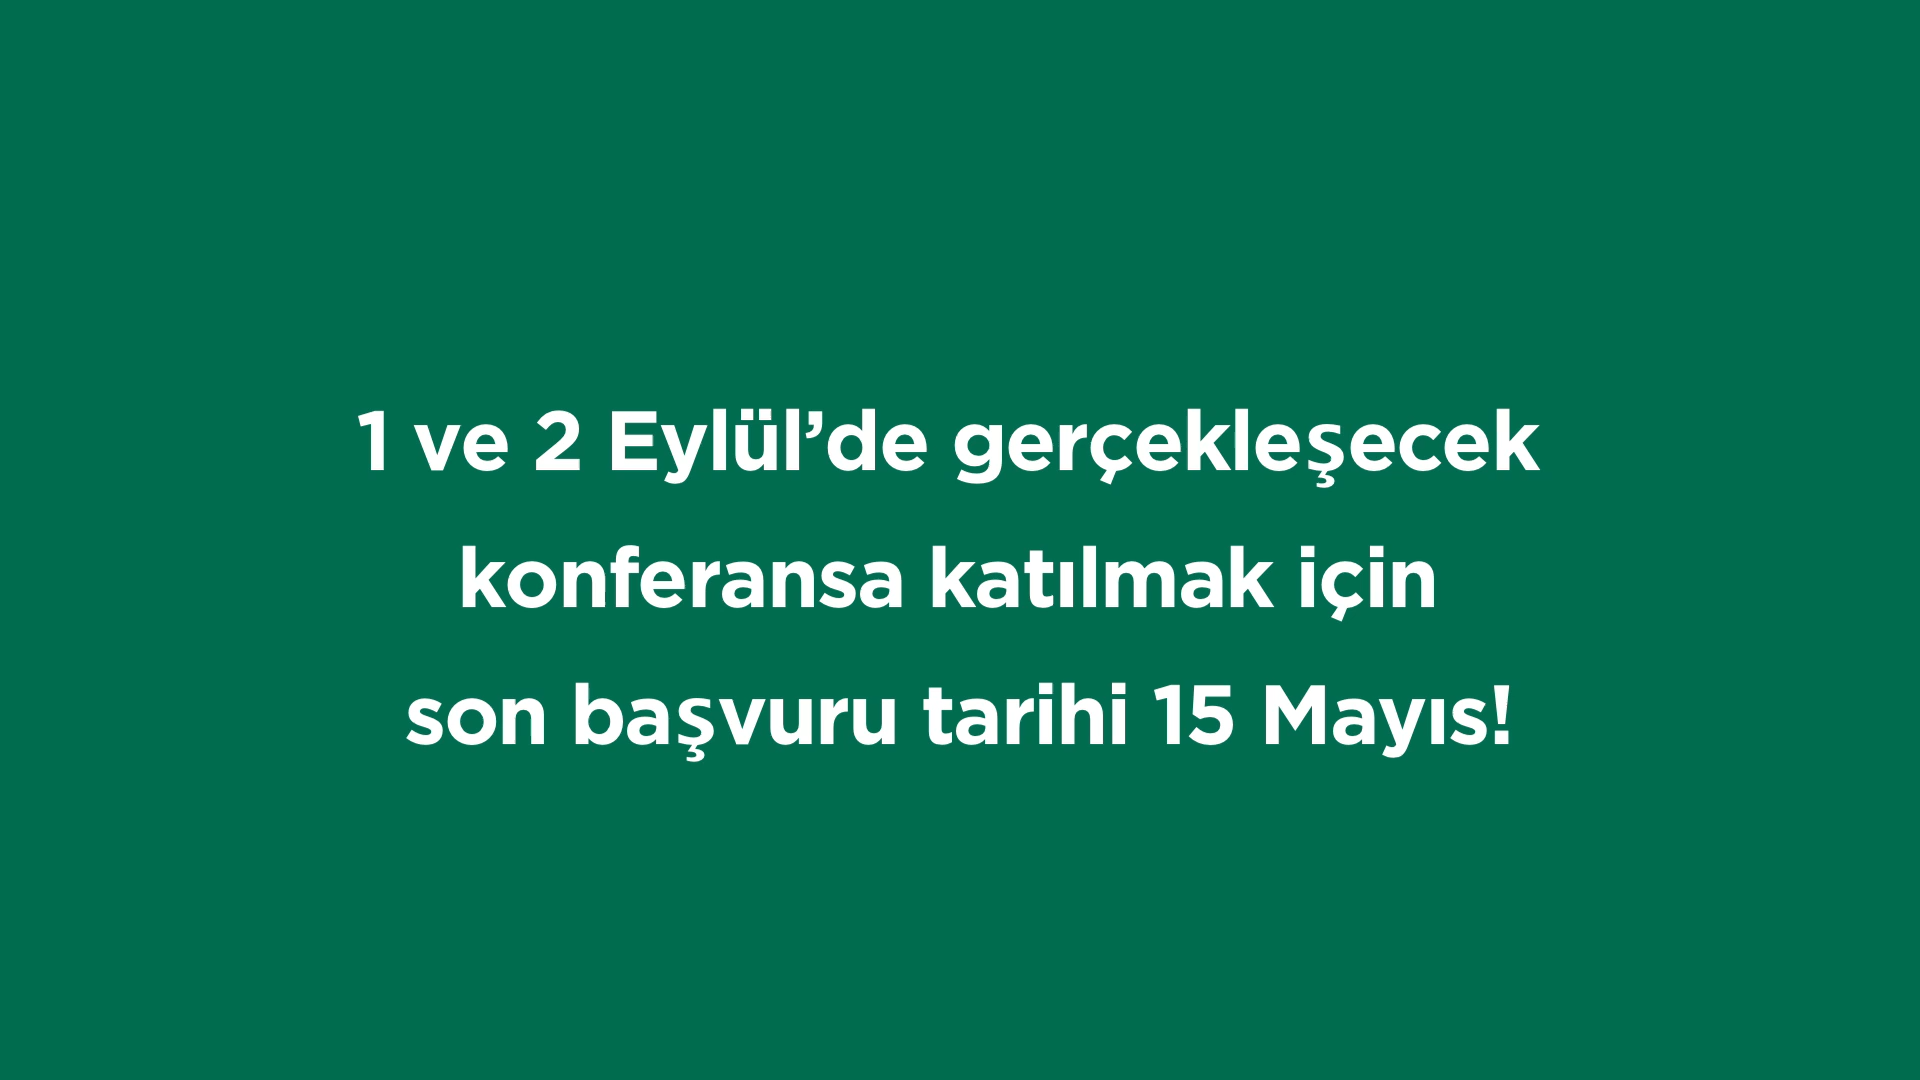 1 ve 2 Eylül’de gerçekleşecek
konferansa katılmak için
son başvuru tarihi 15 Mayıs!